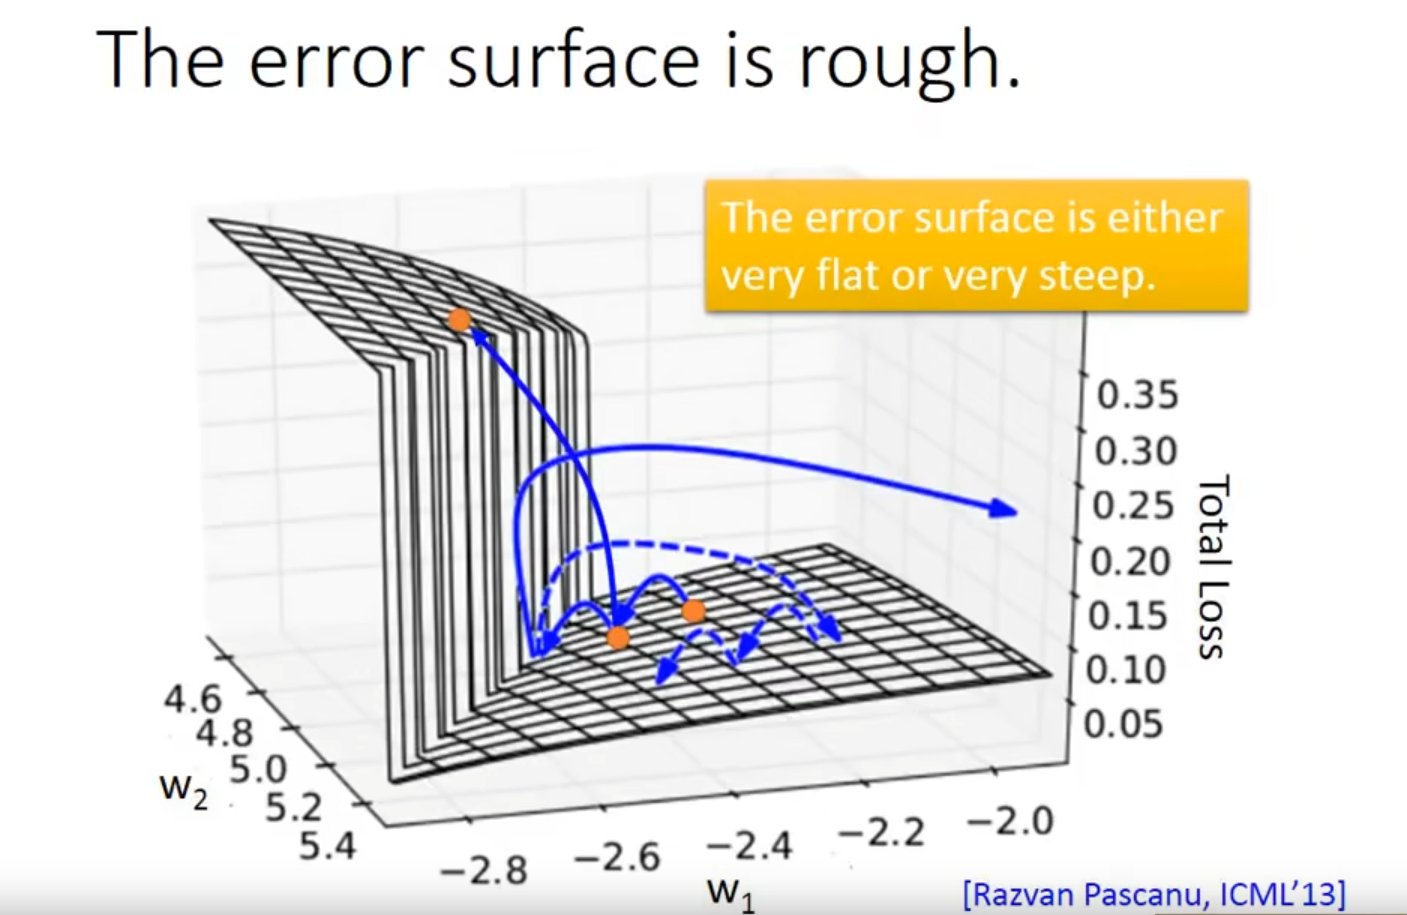 The error surface is rough.
The error surface is either
very flat or very steep.
0.35
0.30
0.25
0.20
0.15
0.10
0.05
Total Loss
4.6
4.8
5.0
5.2
5.4
w₂
−2.8
−2.6
−2.4
−2.2
−2.0
w₁
[Razvan Pascanu, ICML’13]